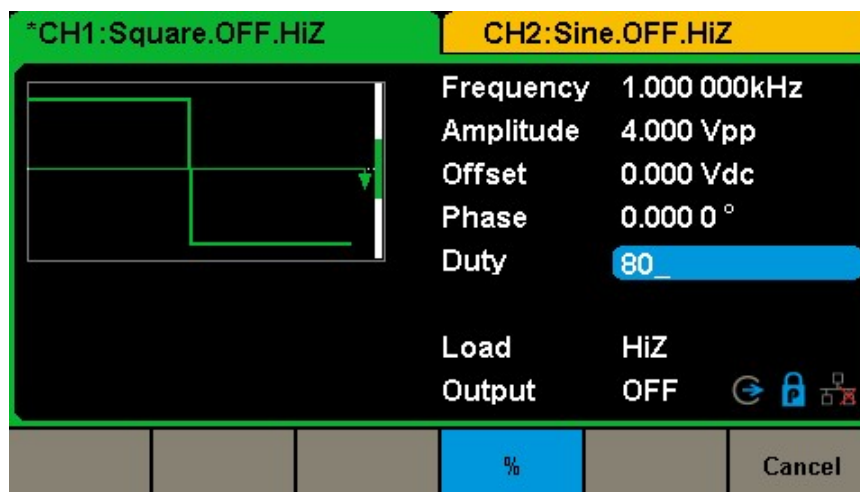 *CH1:Square.OFF.HiZ
CH2:Sine.OFF.HiZ
Frequency 1.000 000kHz
Amplitude 4.000 Vpp
Offset 0.000 Vdc
Phase 0.000 0 °
Duty 80_
Load HiZ
Output OFF P
% Cancel